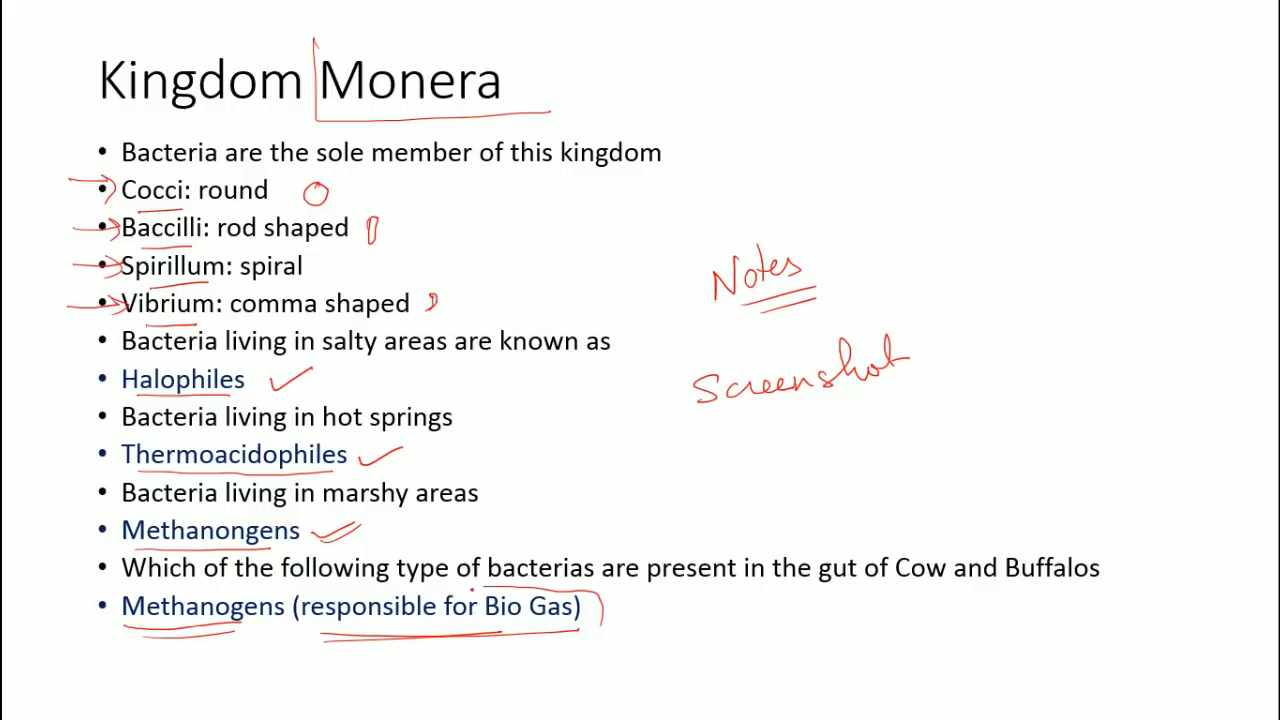 Kingdom Monera
• Bacteria are the sole member of this kingdom
• Cocci: round
• Baccilli: rod shaped
• Spirillum: spiral
• Vibrium: comma shaped
• Bacteria living in salty areas are known as
• Halophiles
• Bacteria living in hot springs
• Thermoacidophiles
• Bacteria living in marshy areas
• Methanongens
• Which of the following type of bacterias are present in the gut of Cow and Buffalos
• Methanogens (responsible for Bio Gas)
Notes
Screenshot